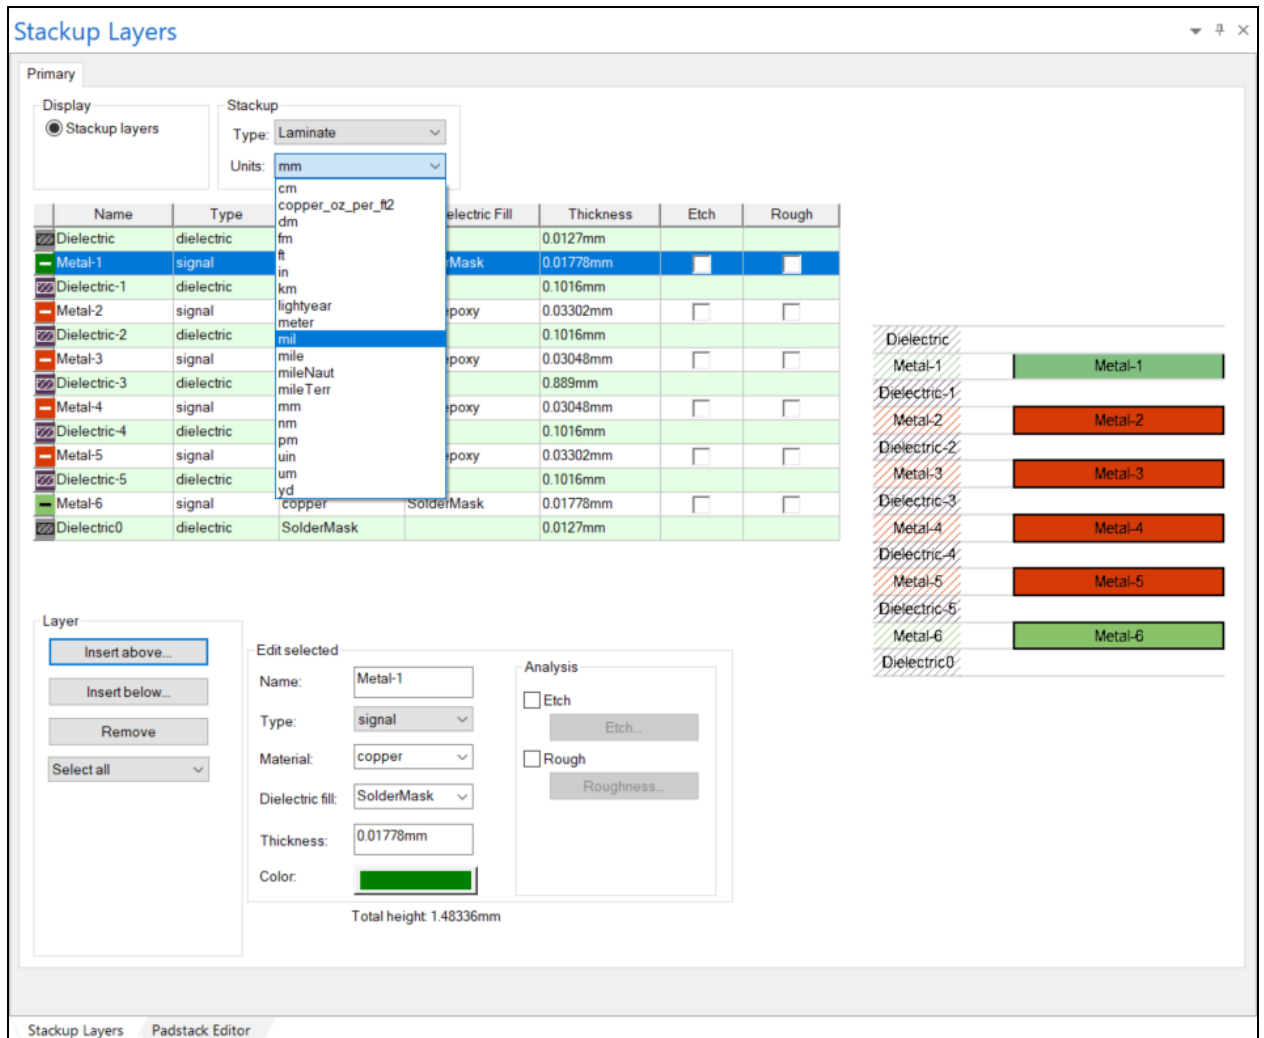 Stackup Layers
Primary
Display
Stackup layers
Stackup
Type: Laminate
Units: mm
cm
copper_oz_per_ft2
dm
fm
ft
in
km
lightyear
meter
mil
mile
mileNaut
mileTerr
mm
nm
pm
uin
um
yd
Name Type electric Fill Thickness Etch Rough
Dielectric dielectric 0.0127mm
Metal-1 signal rMask 0.01778mm
Dielectric-1 dielectric 0.1016mm
Metal-2 signal poxy 0.03302mm
Dielectric-2 dielectric 0.1016mm
Metal-3 signal poxy 0.03048mm
Dielectric-3 dielectric 0.889mm
Metal-4 signal poxy 0.03048mm
Dielectric-4 dielectric 0.1016mm
Metal-5 signal poxy 0.03302mm
Dielectric-5 dielectric 0.1016mm
Metal-6 signal copper SolderMask 0.01778mm
Dielectric0 dielectric SolderMask 0.0127mm
Dielectric
Metal-1 Metal-1
Dielectric-1
Metal-2 Metal-2
Dielectric-2
Metal-3 Metal-3
Dielectric-3
Metal-4 Metal-4
Dielectric-4
Metal-5 Metal-5
Dielectric-5
Metal-6 Metal-6
Dielectric0
Layer
Insert above...
Insert below...
Remove
Select all
Edit selected
Name: Metal-1
Type: signal
Material: copper
Dielectric fill: SolderMask
Thickness: 0.01778mm
Color:
Analysis
Etch
Etch...
Rough
Roughness...
Total height: 1.48336mm
Stackup Layers Padstack Editor